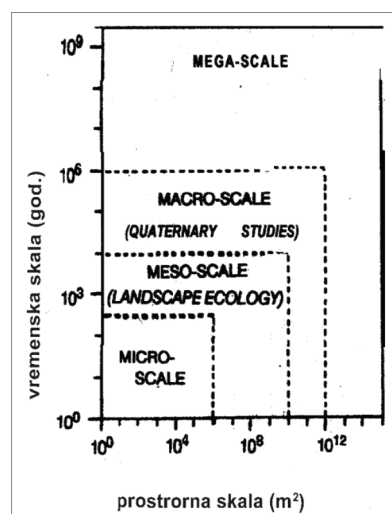 10⁹
MEGA-SCALE
10⁶
MACRO-SCALE
(QUATERNARY STUDIES)
MESO-SCALE
10³
(LANDSCAPE ECOLOGY)
MICRO-
SCALE
10⁰
10⁰ 10⁴ 10⁸ 10¹²
vremenska skala (god.)
prostrorna skala (m²)